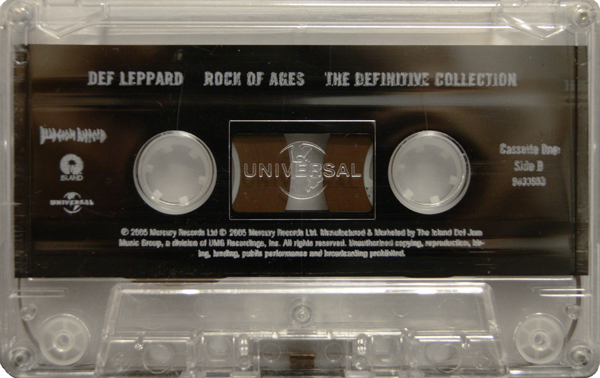 DEF LEPPARD ROCK OF AGES THE DEFINITIVE COLLECTION
ISLAND
UNIVERSAL
UNIVERSAL
Cassette One:
Side B
℗ 2005 Mercury Records Ltd © 2005 Mercury Records Ltd. Manufactured & Marketed by The Island Def Jam
Music Group, a division of UMG Recordings, Inc. All rights reserved. Unauthorised copying, reproduction, hir-
ing, lending, public performance and broadcasting prohibited.